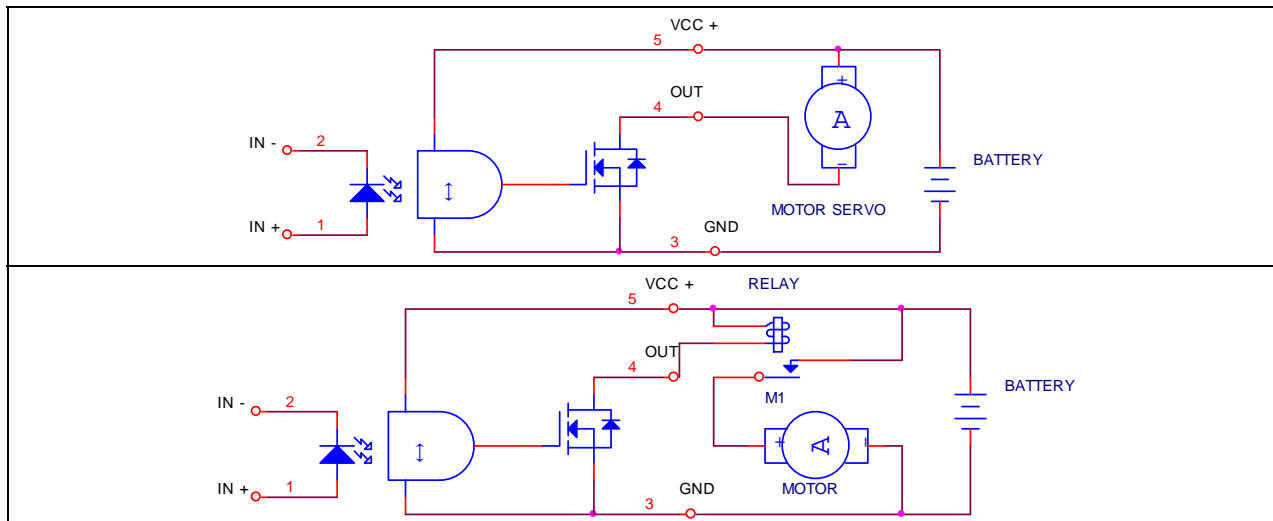 VCC +
5
OUT
4
A
+
-
IN -
2
IN +
1
BATTERY
MOTOR SERVO
GND
3
VCC +
RELAY
5
OUT
4
M1
BATTERY
IN -
2
A
+
-
IN +
1
MOTOR
GND
3